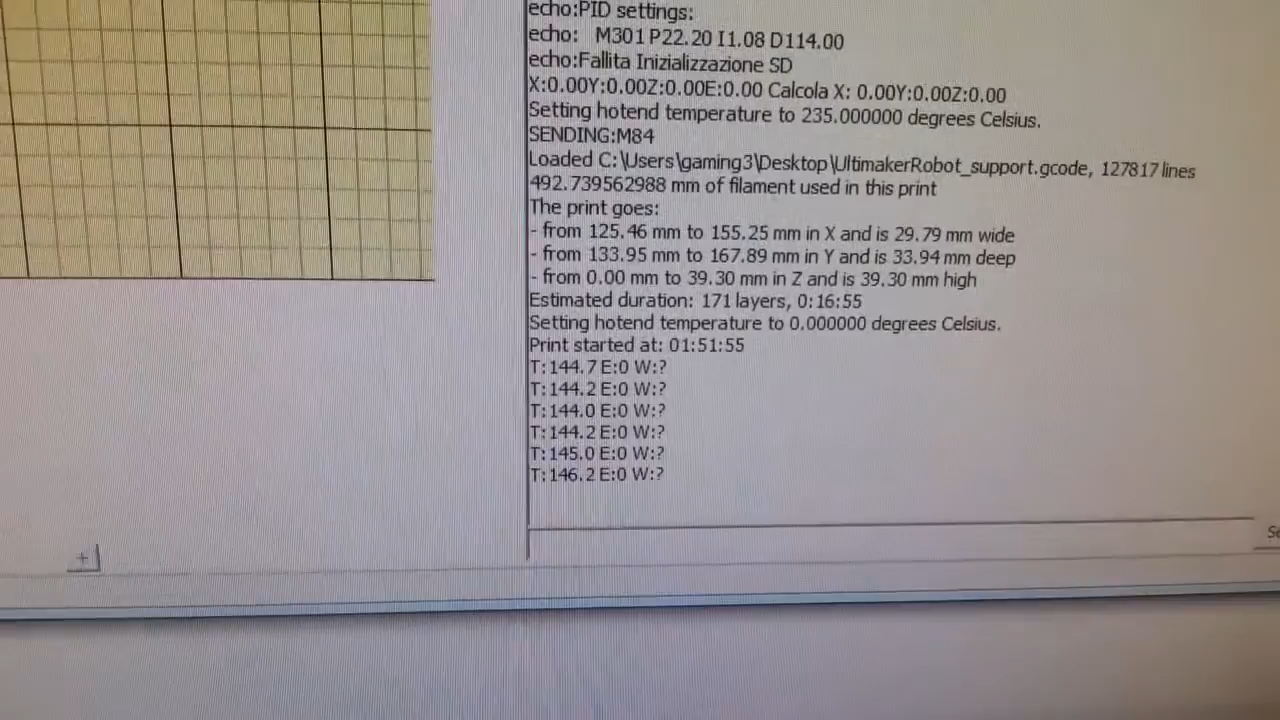 echo:PID settings:
echo: M301 P22.20 I1.08 D114.00
echo:Fallita Inizializzazione SD
X:0.00Y:0.00Z:0.00E:0.00 Calcola X: 0.00Y:0.00Z:0.00
Setting hotend temperature to 235.000000 degrees Celsius.
SENDING:M84
Loaded C:\Users\gaming3\Desktop\UltimakerRobot_support.gcode, 127817 lines
492.739562988 mm of filament used in this print
The print goes:
- from 125.46 mm to 155.25 mm in X and is 29.79 mm wide
- from 133.95 mm to 167.89 mm in Y and is 33.94 mm deep
- from 0.00 mm to 39.30 mm in Z and is 39.30 mm high
Estimated duration: 171 layers, 0:16:55
Setting hotend temperature to 0.000000 degrees Celsius.
Print started at: 01:51:55
T:144.7 E:0 W:?
T:144.2 E:0 W:?
T:144.0 E:0 W:?
T:144.2 E:0 W:?
T:145.0 E:0 W:?
T:146.2 E:0 W:?
+